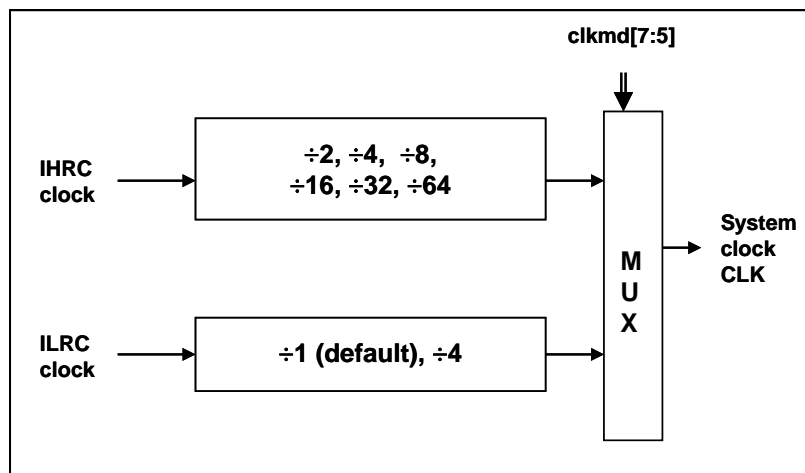 clkmd[7:5]
IHRC
clock
÷2, ÷4, ÷8,
÷16, ÷32, ÷64
System
clock
CLK
M
U
X
ILRC
clock
÷1 (default), ÷4